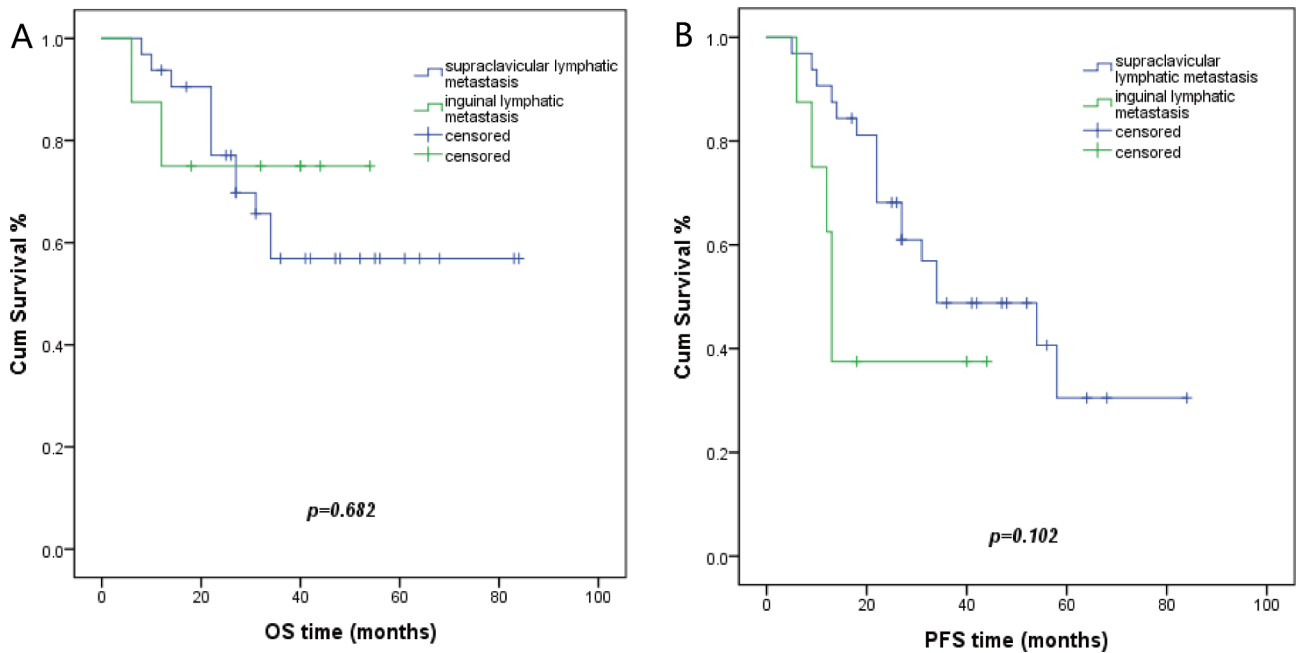 A
1.0
0.8
0.6
0.4
0.2
0.0
Cum Survival %
supraclavicular lymphatic
metastasis
inguinal lymphatic
metastasis
censored
censored
p=0.682
0 20 40 60 80 100
OS time (months)
B
1.0
0.8
0.6
0.4
0.2
0.0
Cum Survival %
supraclavicular
lymphatic metastasis
inguinal lymphatic
metastasis
censored
censored
p=0.102
0 20 40 60 80 100
PFS time (months)